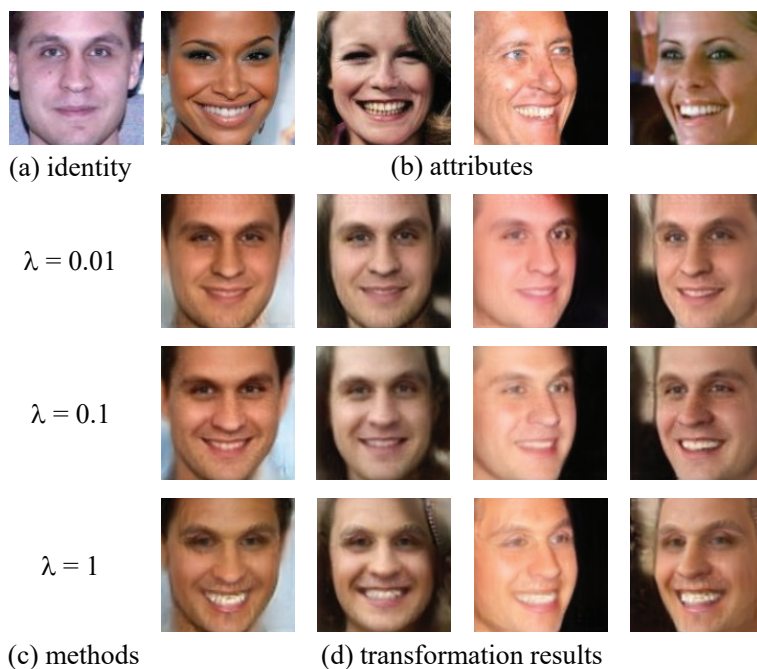 (a) identity
(b) attributes
λ = 0.01
λ = 0.1
λ = 1
(c) methods
(d) transformation results